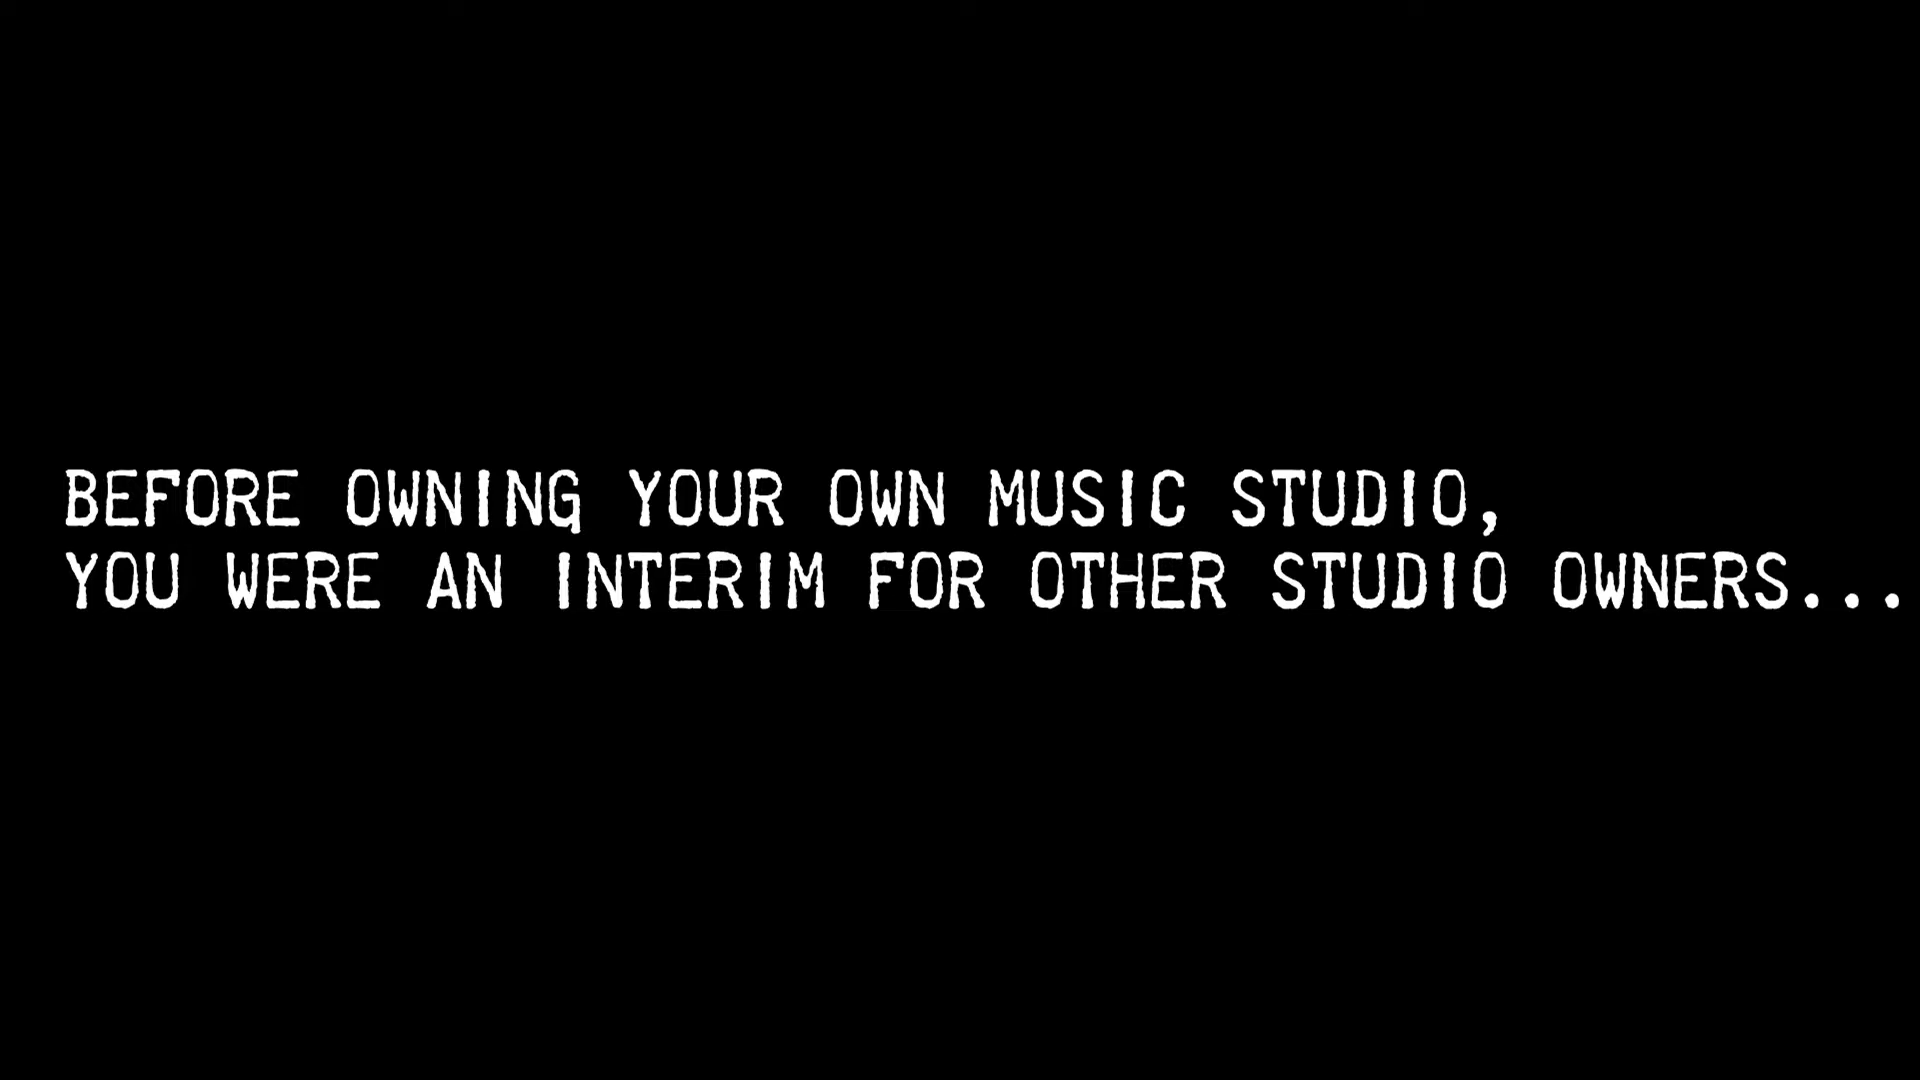 BEFORE OWNING YOUR OWN MUSIC STUDIO,
YOU WERE AN INTERIM FOR OTHER STUDIO OWNERS...